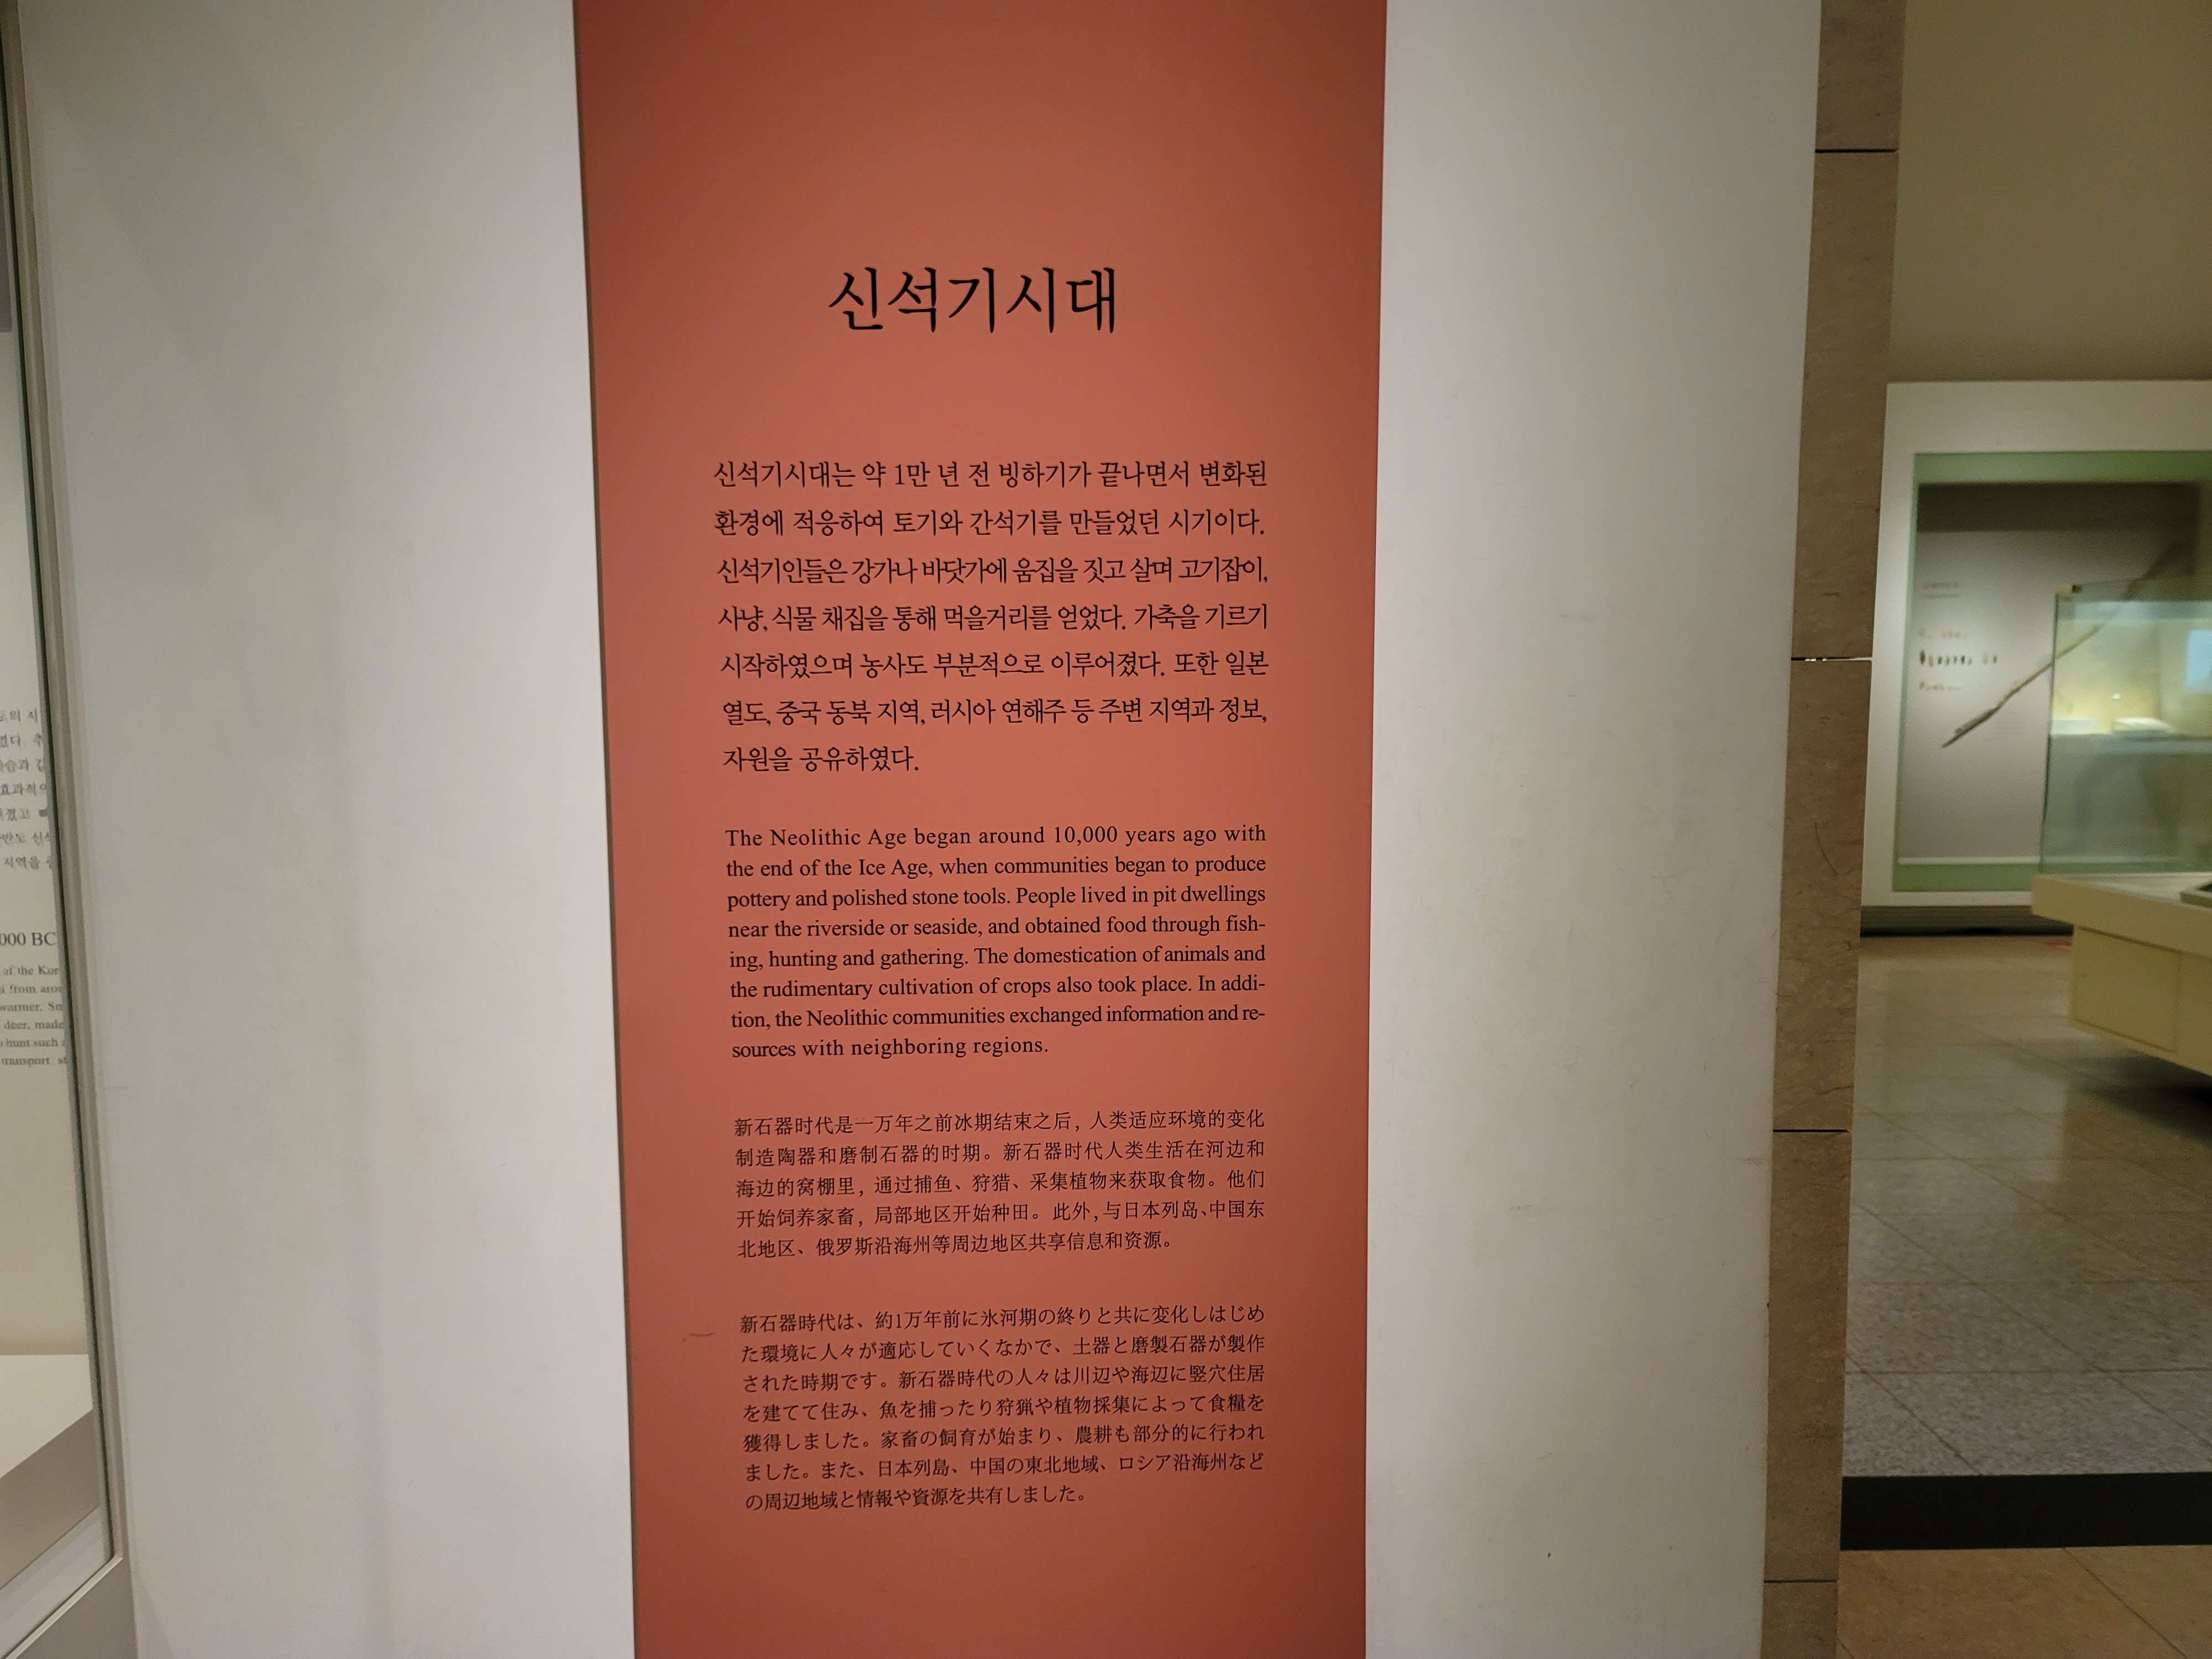 신석기시대
신석기시대는 약 1만 년 전 빙하기가 끝나면서 변화된
환경에 적응하여 토기와 간석기를 만들었던 시기이다.
신석기인들은 강가나 바닷가에 움집을 짓고 살며 고기잡이,
사냥, 식물 채집을 통해 먹을거리를 얻었다. 가축을 기르기
시작하였으며 농사도 부분적으로 이루어졌다. 또한 일본
열도, 중국 동북 지역, 러시아 연해주 등 주변 지역과 정보,
자원을 공유하였다.
The Neolithic Age began around 10,000 years ago with
the end of the Ice Age, when communities began to produce
pottery and polished stone tools. People lived in pit dwellings
near the riverside or seaside, and obtained food through fish-
ing, hunting and gathering. The domestication of animals and
the rudimentary cultivation of crops also took place. In addi-
tion, the Neolithic communities exchanged information and re-
sources with neighboring regions.
新石器时代是一万年之前冰期结束之后，人类适应环境的变化
制造陶器和磨制石器的时期。新石器时代人类生活在河边和
海边的窝棚里，通过捕鱼、狩猎、采集植物来获取食物。他们
开始饲养家畜，局部地区开始种田。此外，与日本列岛、中国东
北地区、俄罗斯沿海州等周边地区共享信息和资源。
新石器時代は、約1万年前に氷河期の終りと共に変化しはじめ
た環境に人々が適応していくなかで、土器と磨製石器が製作
された時期です。新石器時代の人々は川辺や海辺に竪穴住居
を建てて住み、魚を捕ったり狩猟や植物採集によって食糧を
獲得しました。家畜の飼育が始まり、農耕も部分的に行われ
ました。また、日本列島、中国の東北地域、ロシア沿海州など
の周辺地域と情報や資源を共有しました。
000 BC
of the Kor
warmer.
deer, made
hunt such
transport